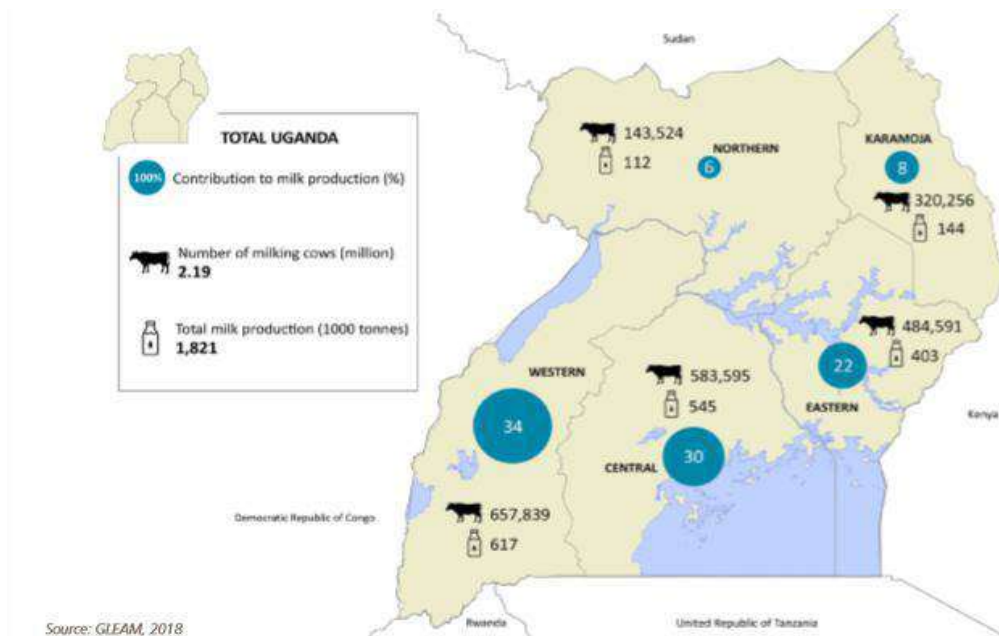 Sudan
TOTAL UGANDA
100% Contribution to milk production (%)
Number of milking cows (million)
2.19
Total milk production (1000 tonnes)
1,821
143,524
112
NORTHERN
6
KARAMOJA
8
320,256
144
484,591
403
22
EASTERN
Kenya
WESTERN
34
657,839
617
583,595
545
CENTRAL
30
Democratic Republic of Congo
Rwanda
United Republic of Tanzania
Source: GLEAM, 2018